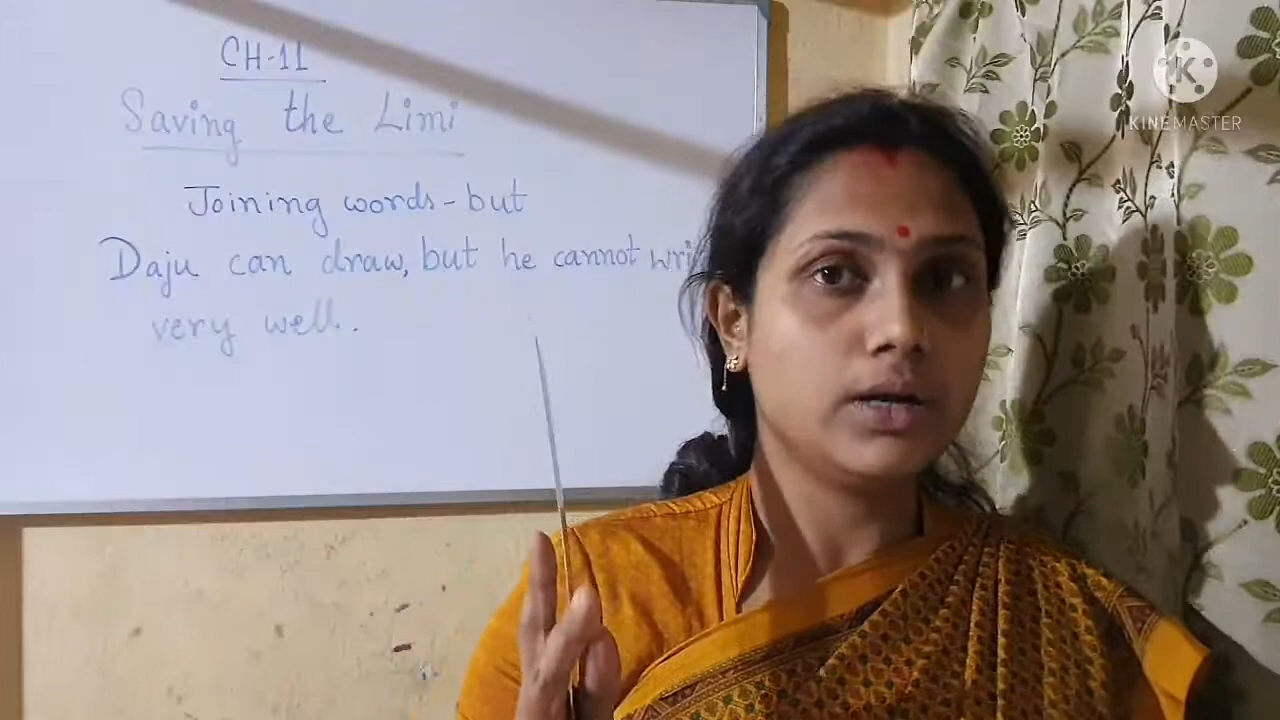 CH-11
Saving the Limi
Joining words - but
Daju can draw, but he cannot
very well.
KINEMASTER